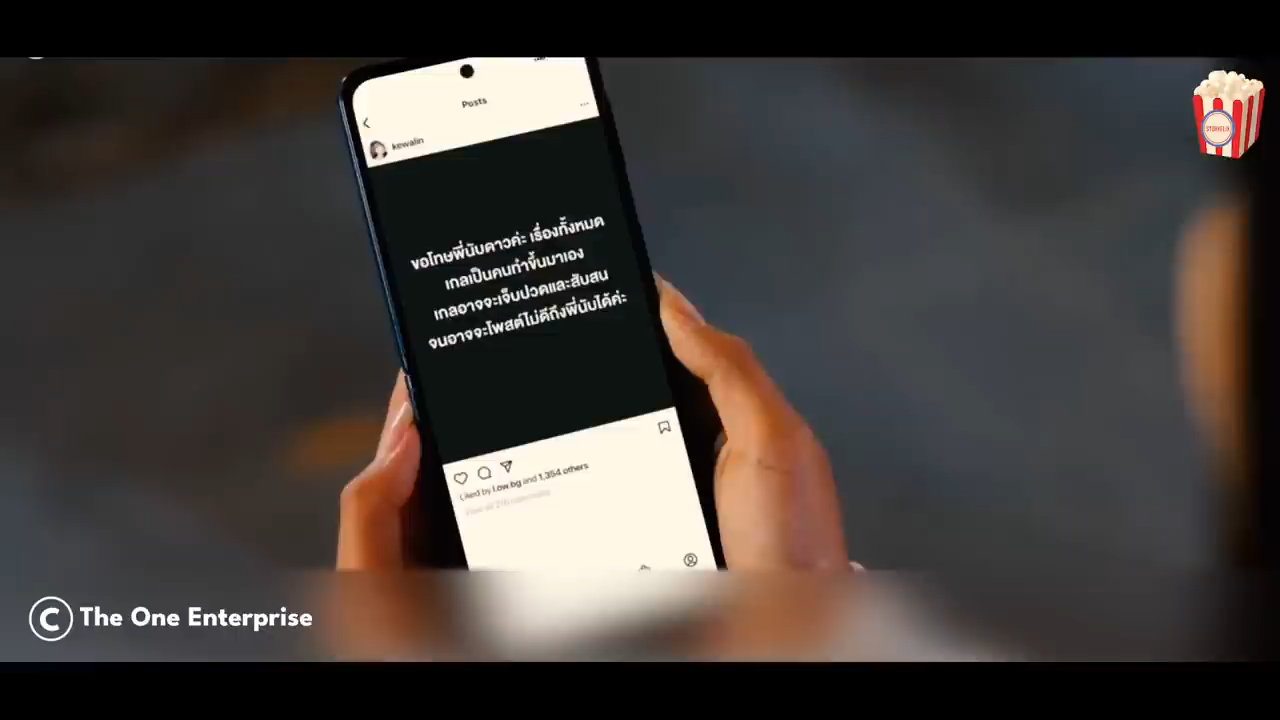 Posts
kewalin
ขอโทษพี่นับดาวค่ะ เรื่องทั้งหมด
เกลเป็นคนทำขึ้นมาเอง
เกลอาจจะเจ็บปวดและสับสน
จนอาจจะโพสต์ไม่ดีถึงพี่นับได้ค่ะ
Liked by Low.bg and 1,354 others
C The One Enterprise